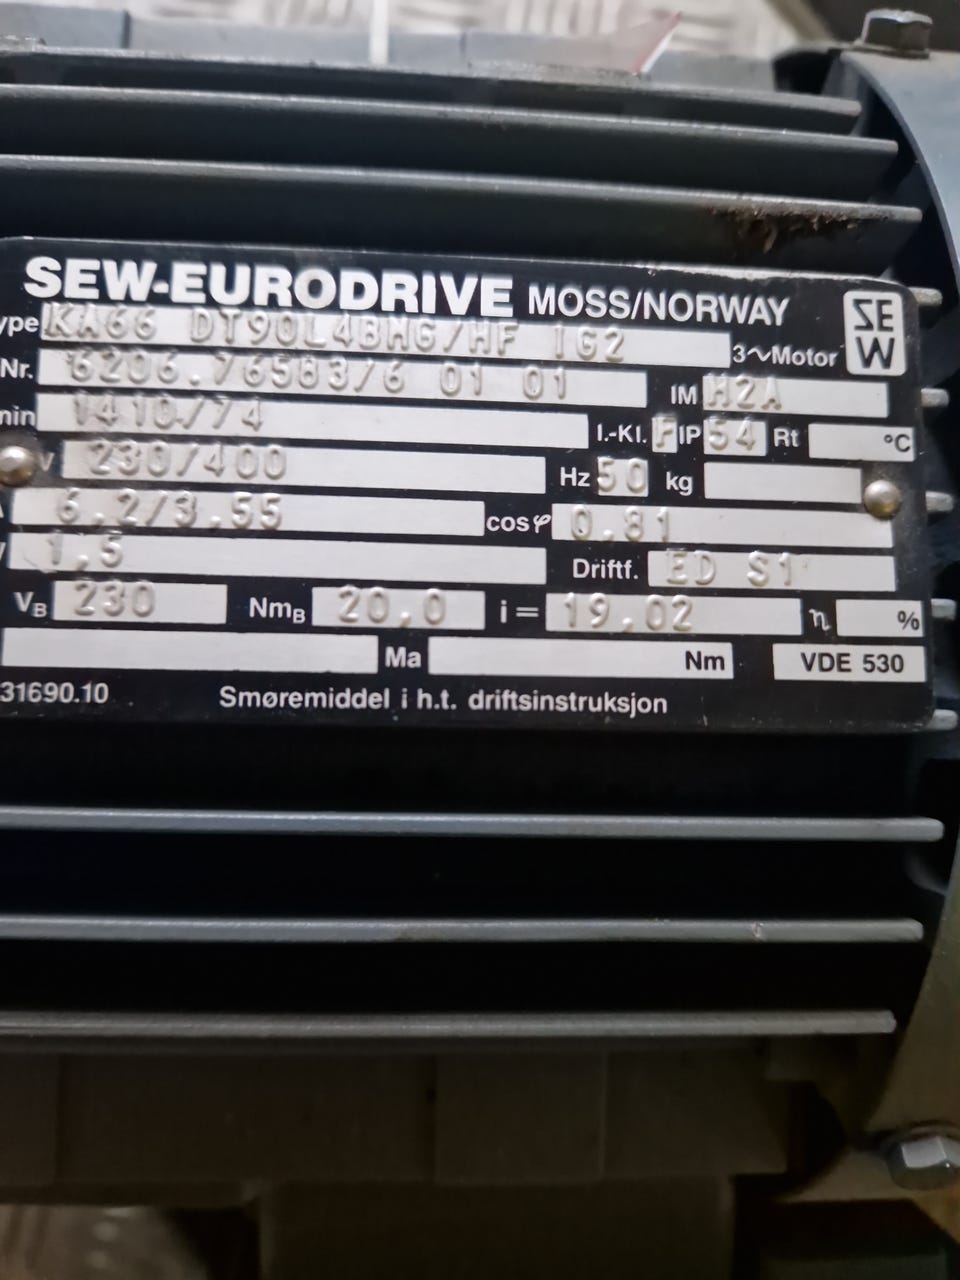 SEW-EURODRIVE MOSS/NORWAY SEW
ype KA66 DT90L4BMG/HF IG2 3~Motor
Nr. 6206.76583/6 01 01 IM H2A
min 1410/74 I.-Kl. F IP 54 Rt °C
V 230/400 Hz 50 kg
A 6.2/3.55 cosφ 0.81
1,5 Driftf. ED S1
VB 230 NmB 20,0 i = 19,02 η %
Ma Nm VDE 530
31690.10 Smøremiddel i h.t. driftsinstruksjon